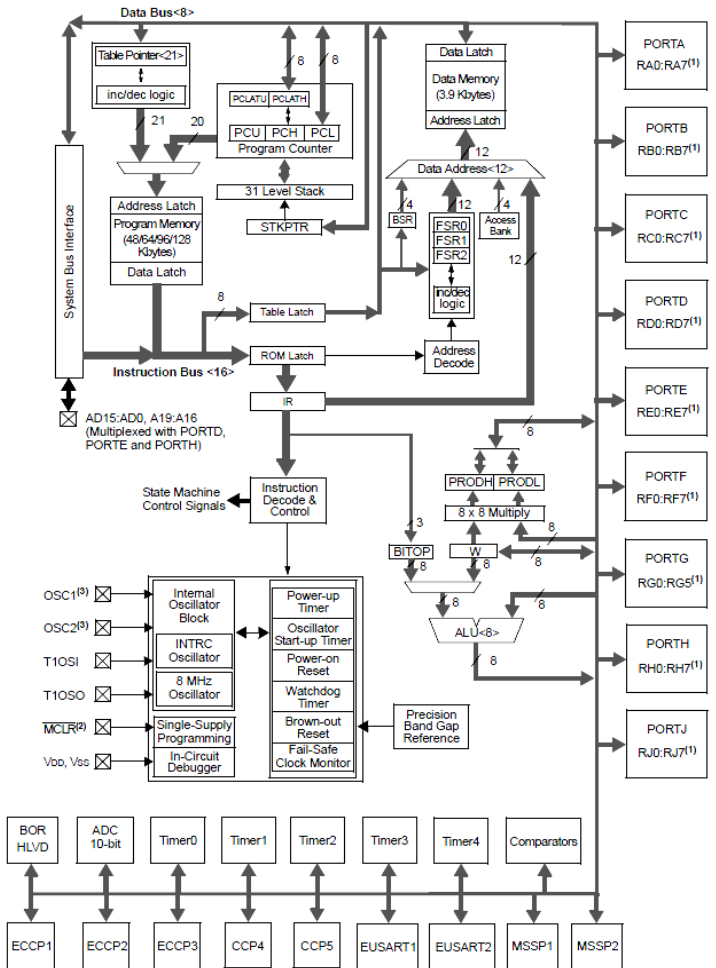 Data Bus<8>
Table Pointer<21>
inc/dec logic
21
20
8
8
PCLATU
PCLATH
PCU
PCH
PCL
Program Counter
31 Level Stack
STKPTR
Data Latch
Data Memory
(3.9 Kbytes)
Address Latch
12
Data Address<12>
4
BSR
12
FSR0
FSR1
FSR2
inc/dec
logic
4
Access
Bank
12
System Bus Interface
Address Latch
Program Memory
(48/64/96/128
Kbytes)
Data Latch
8
Table Latch
ROM Latch
Address
Decode
Instruction Bus <16>
IR
AD15:AD0, A19:A16
(Multiplexed with PORTD,
PORTE and PORTH)
State Machine
Control Signals
Instruction
Decode &
Control
8
PRODH
PRODL
8 x 8 Multiply
3
8
BITOP
W
8
8
8
8
8
ALU<8>
8
OSC1(3)
OSC2(3)
T1OSI
T1OSO
MCLR(2)
VDD, VSS
Internal
Oscillator
Block
INTRC
Oscillator
8 MHz
Oscillator
Single-Supply
Programming
In-Circuit
Debugger
Power-up
Timer
Oscillator
Start-up Timer
Power-on
Reset
Watchdog
Timer
Brown-out
Reset
Fail-Safe
Clock Monitor
Precision
Band Gap
Reference
PORTA
RA0:RA7(1)
PORTB
RB0:RB7(1)
PORTC
RC0:RC7(1)
PORTD
RD0:RD7(1)
PORTE
RE0:RE7(1)
PORTF
RF0:RF7(1)
PORTG
RG0:RG5(1)
PORTH
RH0:RH7(1)
PORTJ
RJ0:RJ7(1)
BOR
HLVD
ADC
10-bit
Timer0
Timer1
Timer2
Timer3
Timer4
Comparators
ECCP1
ECCP2
ECCP3
CCP4
CCP5
EUSART1
EUSART2
MSSP1
MSSP2